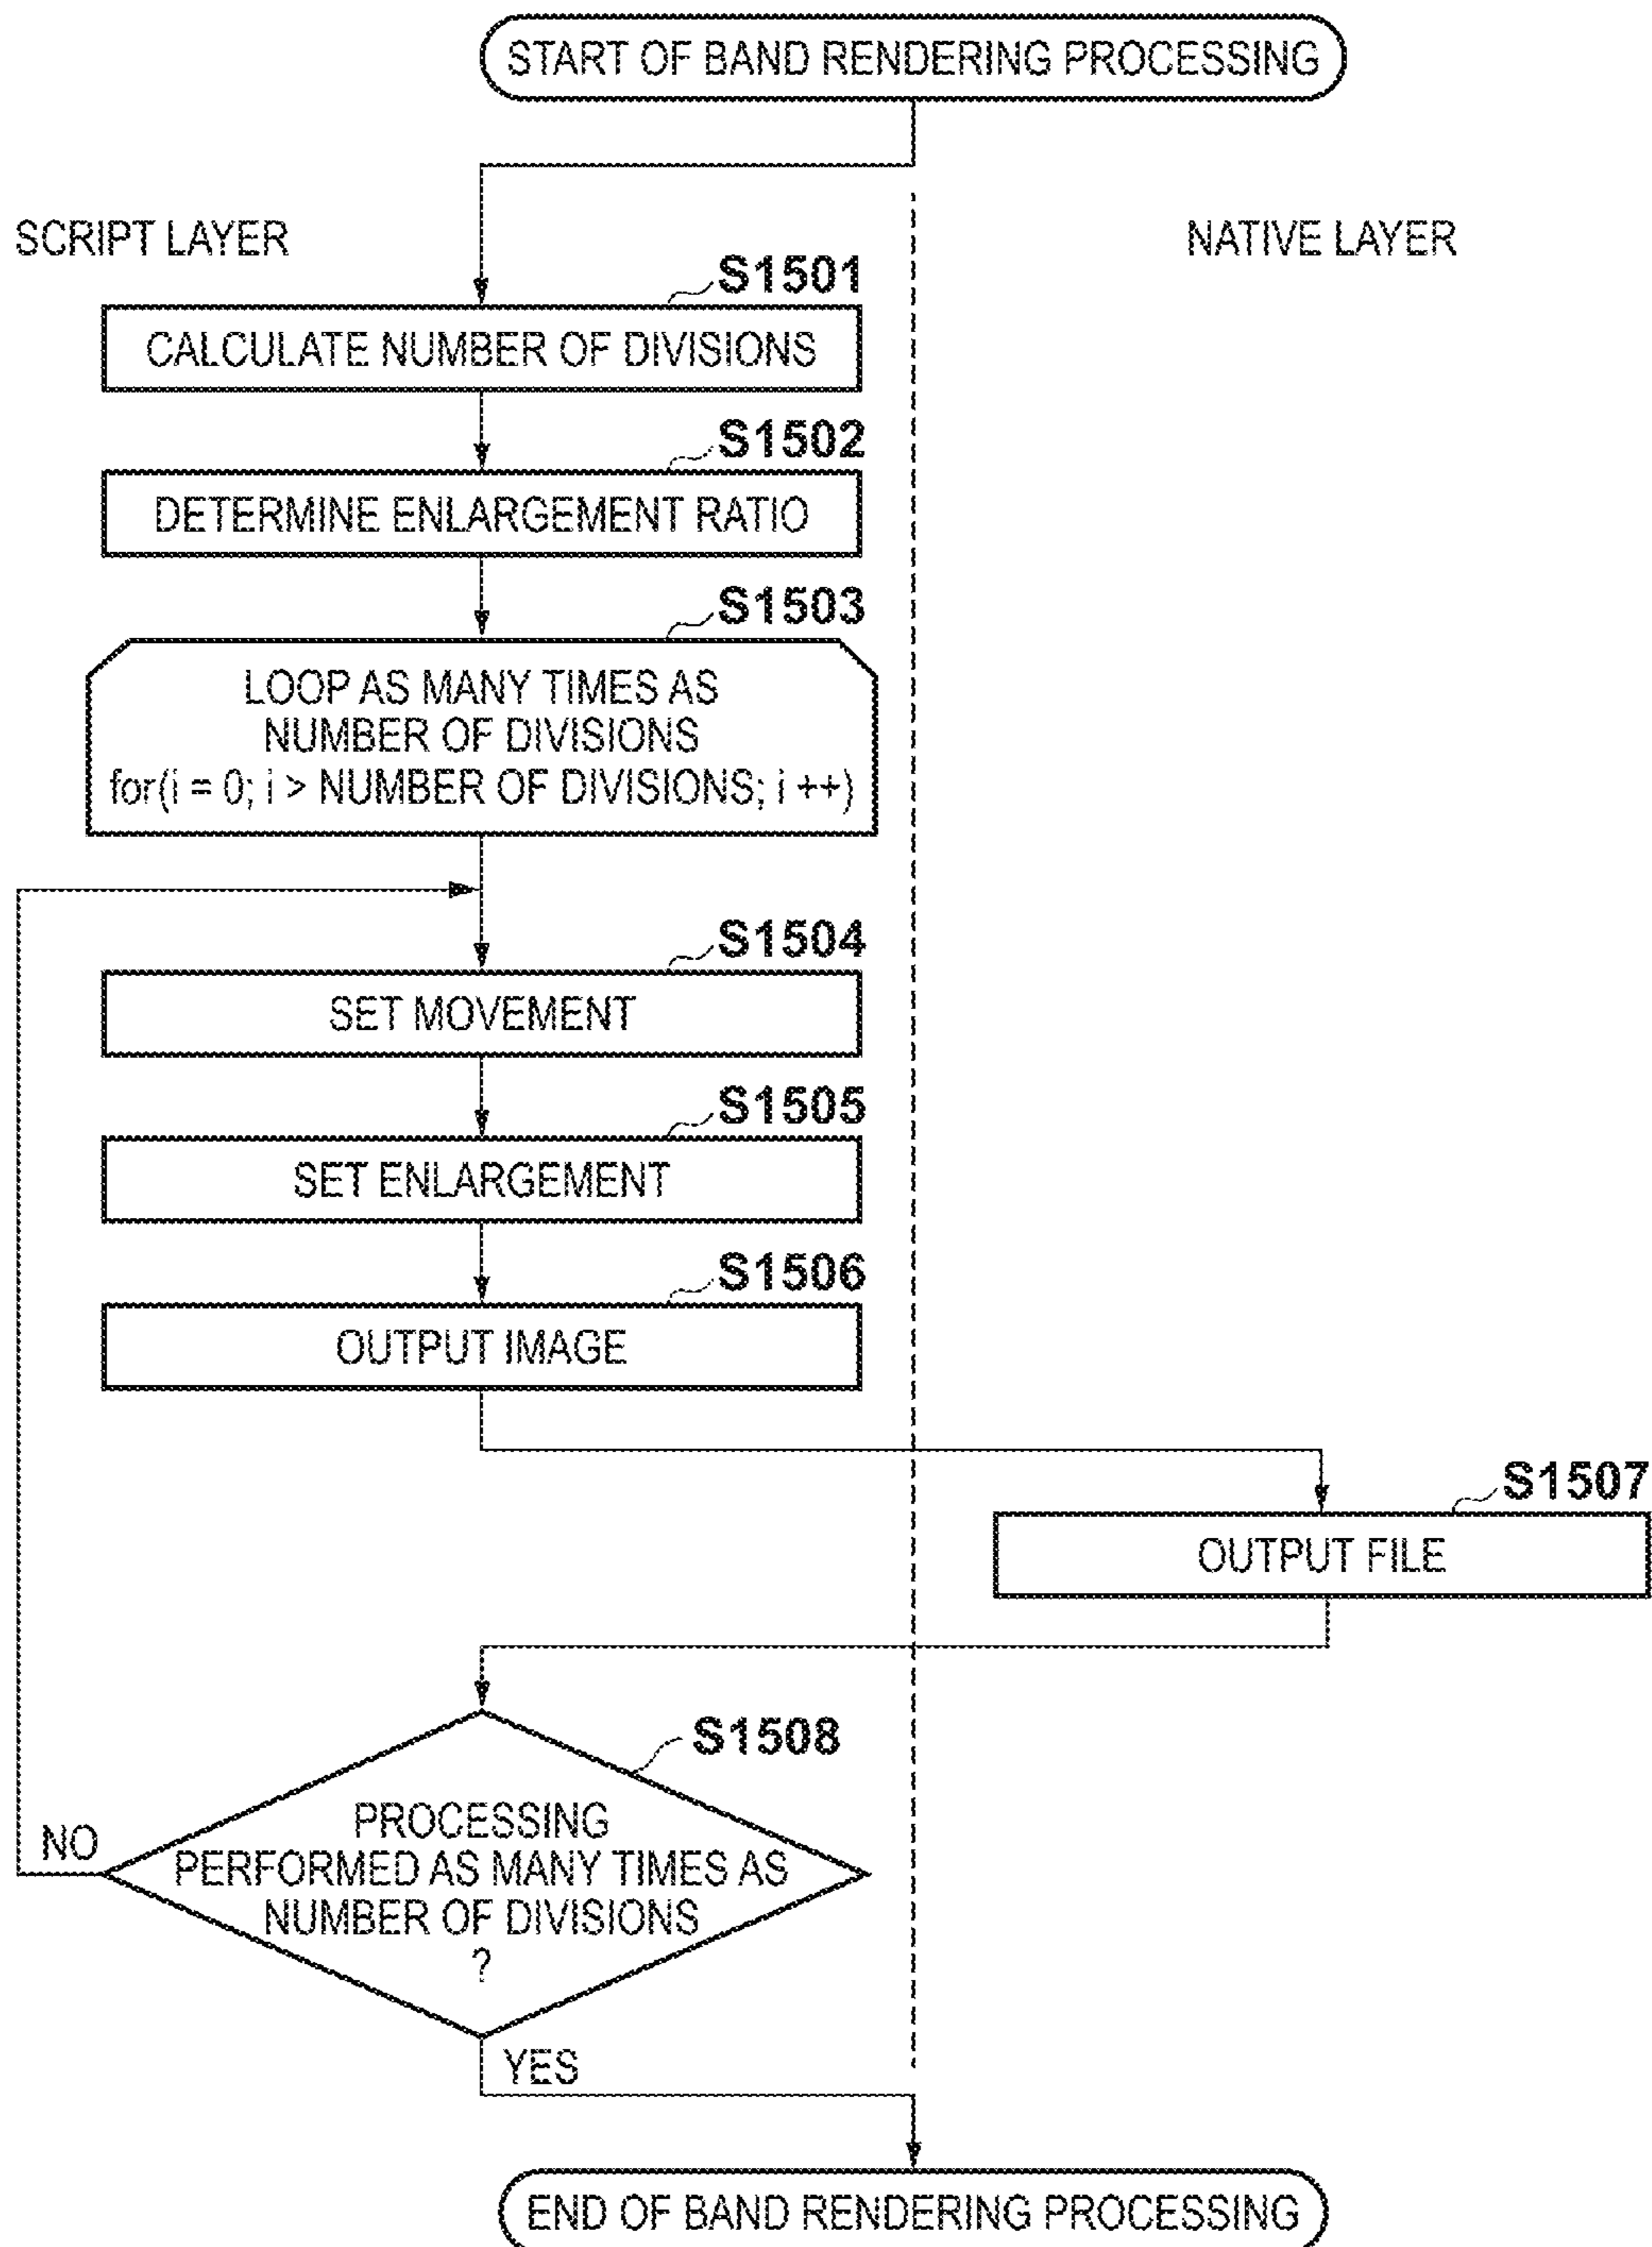 START OF BAND RENDERING PROCESSING
SCRIPT LAYER
NATIVE LAYER
S1501
CALCULATE NUMBER OF DIVISIONS
S1502
DETERMINE ENLARGEMENT RATIO
S1503
LOOP AS MANY TIMES AS
NUMBER OF DIVISIONS
for(i = 0; i > NUMBER OF DIVISIONS; i ++)
S1504
SET MOVEMENT
S1505
SET ENLARGEMENT
S1506
OUTPUT IMAGE
S1507
OUTPUT FILE
S1508
PROCESSING
PERFORMED AS MANY TIMES AS
NUMBER OF DIVISIONS
?
NO
YES
END OF BAND RENDERING PROCESSING